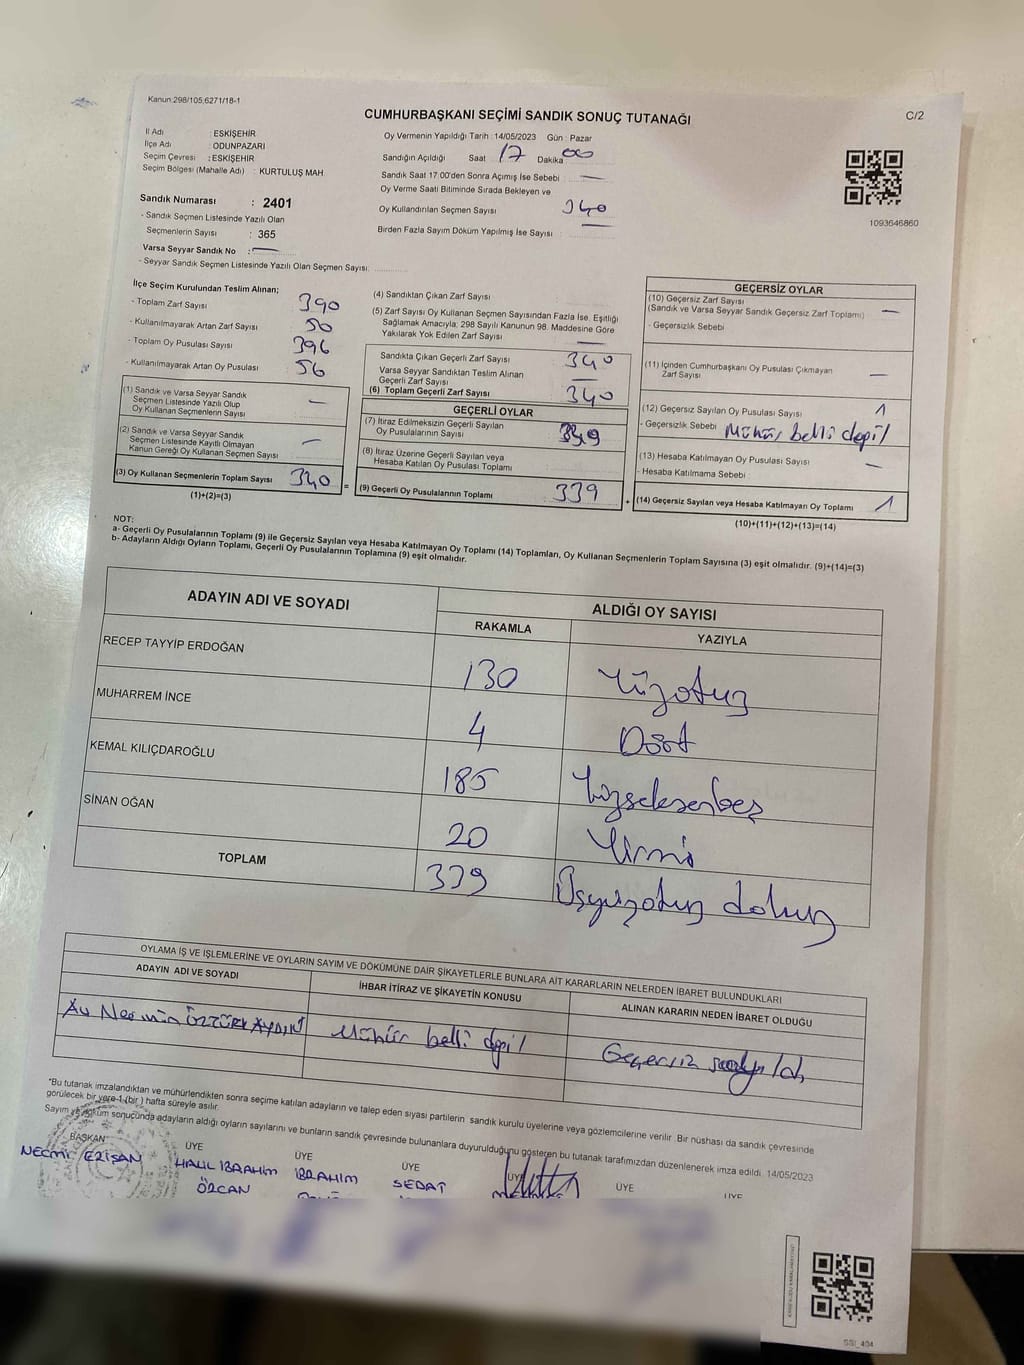 Kanun 298/105,6271/18-1
CUMHURBAŞKANI SEÇİMİ SANDIK SONUÇ TUTANAĞI
C/2
İl Adı : ESKİŞEHİR
İlçe Adı : ODUNPAZARI
Seçim Çevresi : ESKİŞEHİR
Seçim Bölgesi (Mahalle Adı) : KURTULUŞ MAH
Sandık Numarası : 2401
- Sandık Seçmen Listesinde Yazılı Olan
Seçmenlerin Sayısı : 365
Varsa Seyyar Sandık No : —
- Seyyar Sandık Seçmen Listesinde Yazılı Olan Seçmen Sayısı:
Oy Vermenin Yapıldığı Tarih : 14/05/2023 Gün : Pazar
Sandığın Açıldığı Saat 17 Dakika 00
Sandık Saat 17:00'den Sonra Açımış İse Sebebi : —
Oy Verme Saati Bitiminde Sırada Bekleyen ve
Oy Kullandırılan Seçmen Sayısı 340
Birden Fazla Sayım Döküm Yapılmış İse Sayısı : —
1093646860
İlçe Seçim Kurulundan Teslim Alınan;
- Toplam Zarf Sayısı 390
- Kullanılmayarak Artan Zarf Sayısı 50
- Toplam Oy Pusulası Sayısı 396
- Kullanılmayarak Artan Oy Pusulası 56
(1) Sandık ve Varsa Seyyar Sandık
Seçmen Listesinde Yazılı Olup
Oy Kullanan Seçmenlerin Sayısı —
(2) Sandık ve Varsa Seyyar Sandık
Seçmen Listesinde Kayıtlı Olmayan
Kanun Gereği Oy Kullanan Seçmen Sayısı —
(3) Oy Kullanan Seçmenlerin Toplam Sayısı 340
(1)+(2)=(3)
(4) Sandıktan Çıkan Zarf Sayısı
(5) Zarf Sayısı Oy Kullanan Seçmen Sayısından Fazla İse, Eşitliği
Sağlamak Amacıyla; 298 Sayılı Kanunun 98. Maddesine Göre
Yakılarak Yok Edilen Zarf Sayısı —
Sandıkta Çıkan Geçerli Zarf Sayısı 340
Varsa Seyyar Sandıktan Teslim Alınan
Geçerli Zarf Sayısı —
(6) Toplam Geçerli Zarf Sayısı 340
GEÇERLİ OYLAR
(7) İtiraz Edilmeksizin Geçerli Sayılan
Oy Pusulalarının Sayısı
(8) İtiraz Üzerine Geçerli Sayılan veya
Hesaba Katılan Oy Pusulası Toplamı
= (9) Geçerli Oy Pusulalarının Toplamı 339 +
GEÇERSİZ OYLAR
(10) Geçersiz Zarf Sayısı
(Sandık ve Varsa Seyyar Sandık Geçersiz Zarf Toplamı) —
- Geçersizlik Sebebi
(11) İçinden Cumhurbaşkanı Oy Pusulası Çıkmayan
Zarf Sayısı —
(12) Geçersiz Sayılan Oy Pusulası Sayısı 1
- Geçersizlik Sebebi Mühür belli değil
(13) Hesaba Katılmayan Oy Pusulası Sayısı —
- Hesaba Katılmama Sebebi :
(14) Geçersiz Sayılan veya Hesaba Katılmayan Oy Toplamı 1
(10)+(11)+(12)+(13)=(14)
NOT:
a- Geçerli Oy Pusulalarının Toplamı (9) ile Geçersiz Sayılan veya Hesaba Katılmayan Oy Toplamı (14) Toplamları, Oy Kullanan Seçmenlerin Toplam Sayısına (3) eşit olmalıdır. (9)+(14)=(3)
b- Adayların Aldığı Oyların Toplamı, Geçerli Oy Pusulalarının Toplamına (9) eşit olmalıdır.
ADAYIN ADI VE SOYADI
ALDIĞI OY SAYISI
RAKAMLA YAZIYLA
RECEP TAYYİP ERDOĞAN 130 Yüzotuz
MUHARREM İNCE 4 Dört
KEMAL KILIÇDAROĞLU 185 Yüzseksenbeş
SİNAN OĞAN 20 Yirmi
TOPLAM 339 Üçyüzotuz dokuz
OYLAMA İŞ VE İŞLEMLERİNE VE OYLARIN SAYIM VE DÖKÜMÜNE DAİR ŞİKAYETLERLE BUNLARA AİT KARARLARIN NELERDEN İBARET BULUNDUKLARI
ADAYIN ADI VE SOYADI İHBAR İTİRAZ VE ŞİKAYETİN KONUSU ALINAN KARARIN NEDEN İBARET OLDUĞU
Av Nermin ÖZTÜRK AYDIN Mühür belli değil Geçersiz sayıldı
"Bu tutanak imzalandıktan ve mühürlendikten sonra seçime katılan adayların ve talep eden siyasi partilerin sandık kurulu üyelerine veya gözlemcilerine verilir. Bir nüshası da sandık çevresinde
görülecek bir yere 1 (bir) hafta süreyle asılır.
Sayım ve döküm sonucunda adayların aldığı oyların sayılarını ve bunların sandık çevresinde bulunanlara duyurulduğunu gösteren bu tutanak tarafımızdan düzenlenerek imza edildi. 14/05/2023
BAŞKAN ÜYE ÜYE ÜYE ÜYE ÜYE ÜYE
NECMİ ERİŞAN HALİL İBRAHİM İBRAHİM SEDAT
ÖZCAN